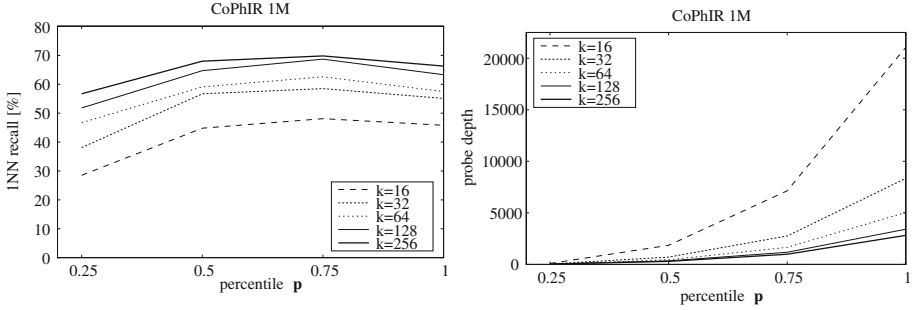 CoPhIR 1M
80
70
60
50
40
30
20
10
0
1NN recall [%]
k=16
k=32
k=64
k=128
k=256
0.25 0.5 0.75 1
percentile p
CoPhIR 1M
k=16
k=32
k=64
k=128
k=256
20000
15000
10000
5000
0
probe depth
0.25 0.5 0.75 1
percentile p